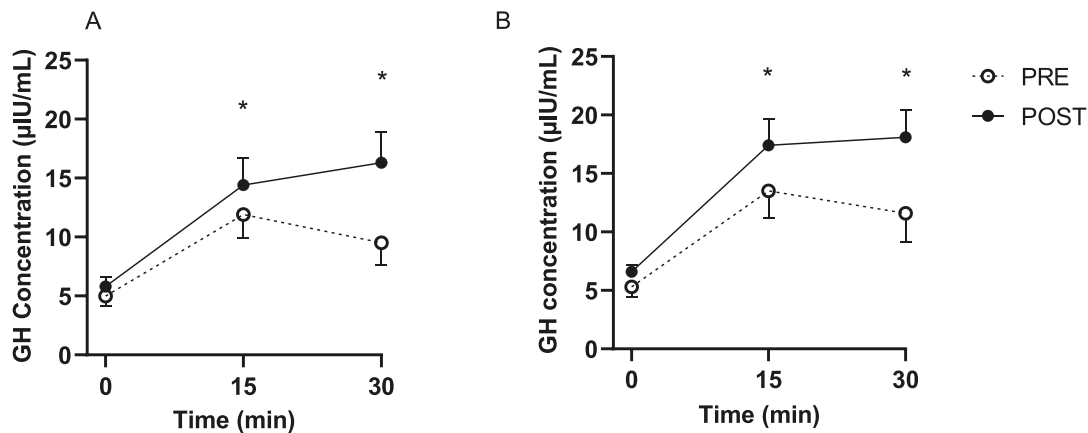 A
GH Concentration (µIU/mL)
25
20
15
10
5
0
*
*
0 15 30
Time (min)
B
GH concentration (µIU/mL)
25
20
15
10
5
0
*
*
0 15 30
Time (min)
PRE
POST